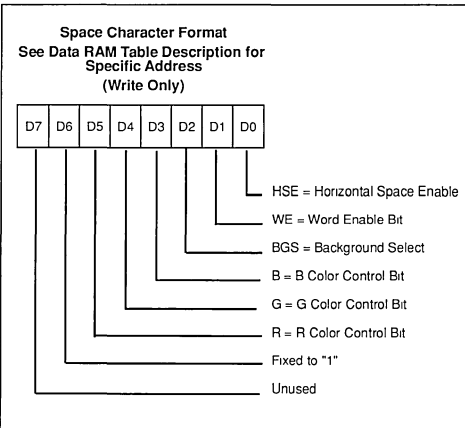 Space Character Format
See Data RAM Table Description for
Specific Address
(Write Only)
D7 D6 D5 D4 D3 D2 D1 D0
HSE = Horizontal Space Enable
WE = Word Enable Bit
BGS = Background Select
B = B Color Control Bit
G = G Color Control Bit
R = R Color Control Bit
Fixed to "1"
Unused